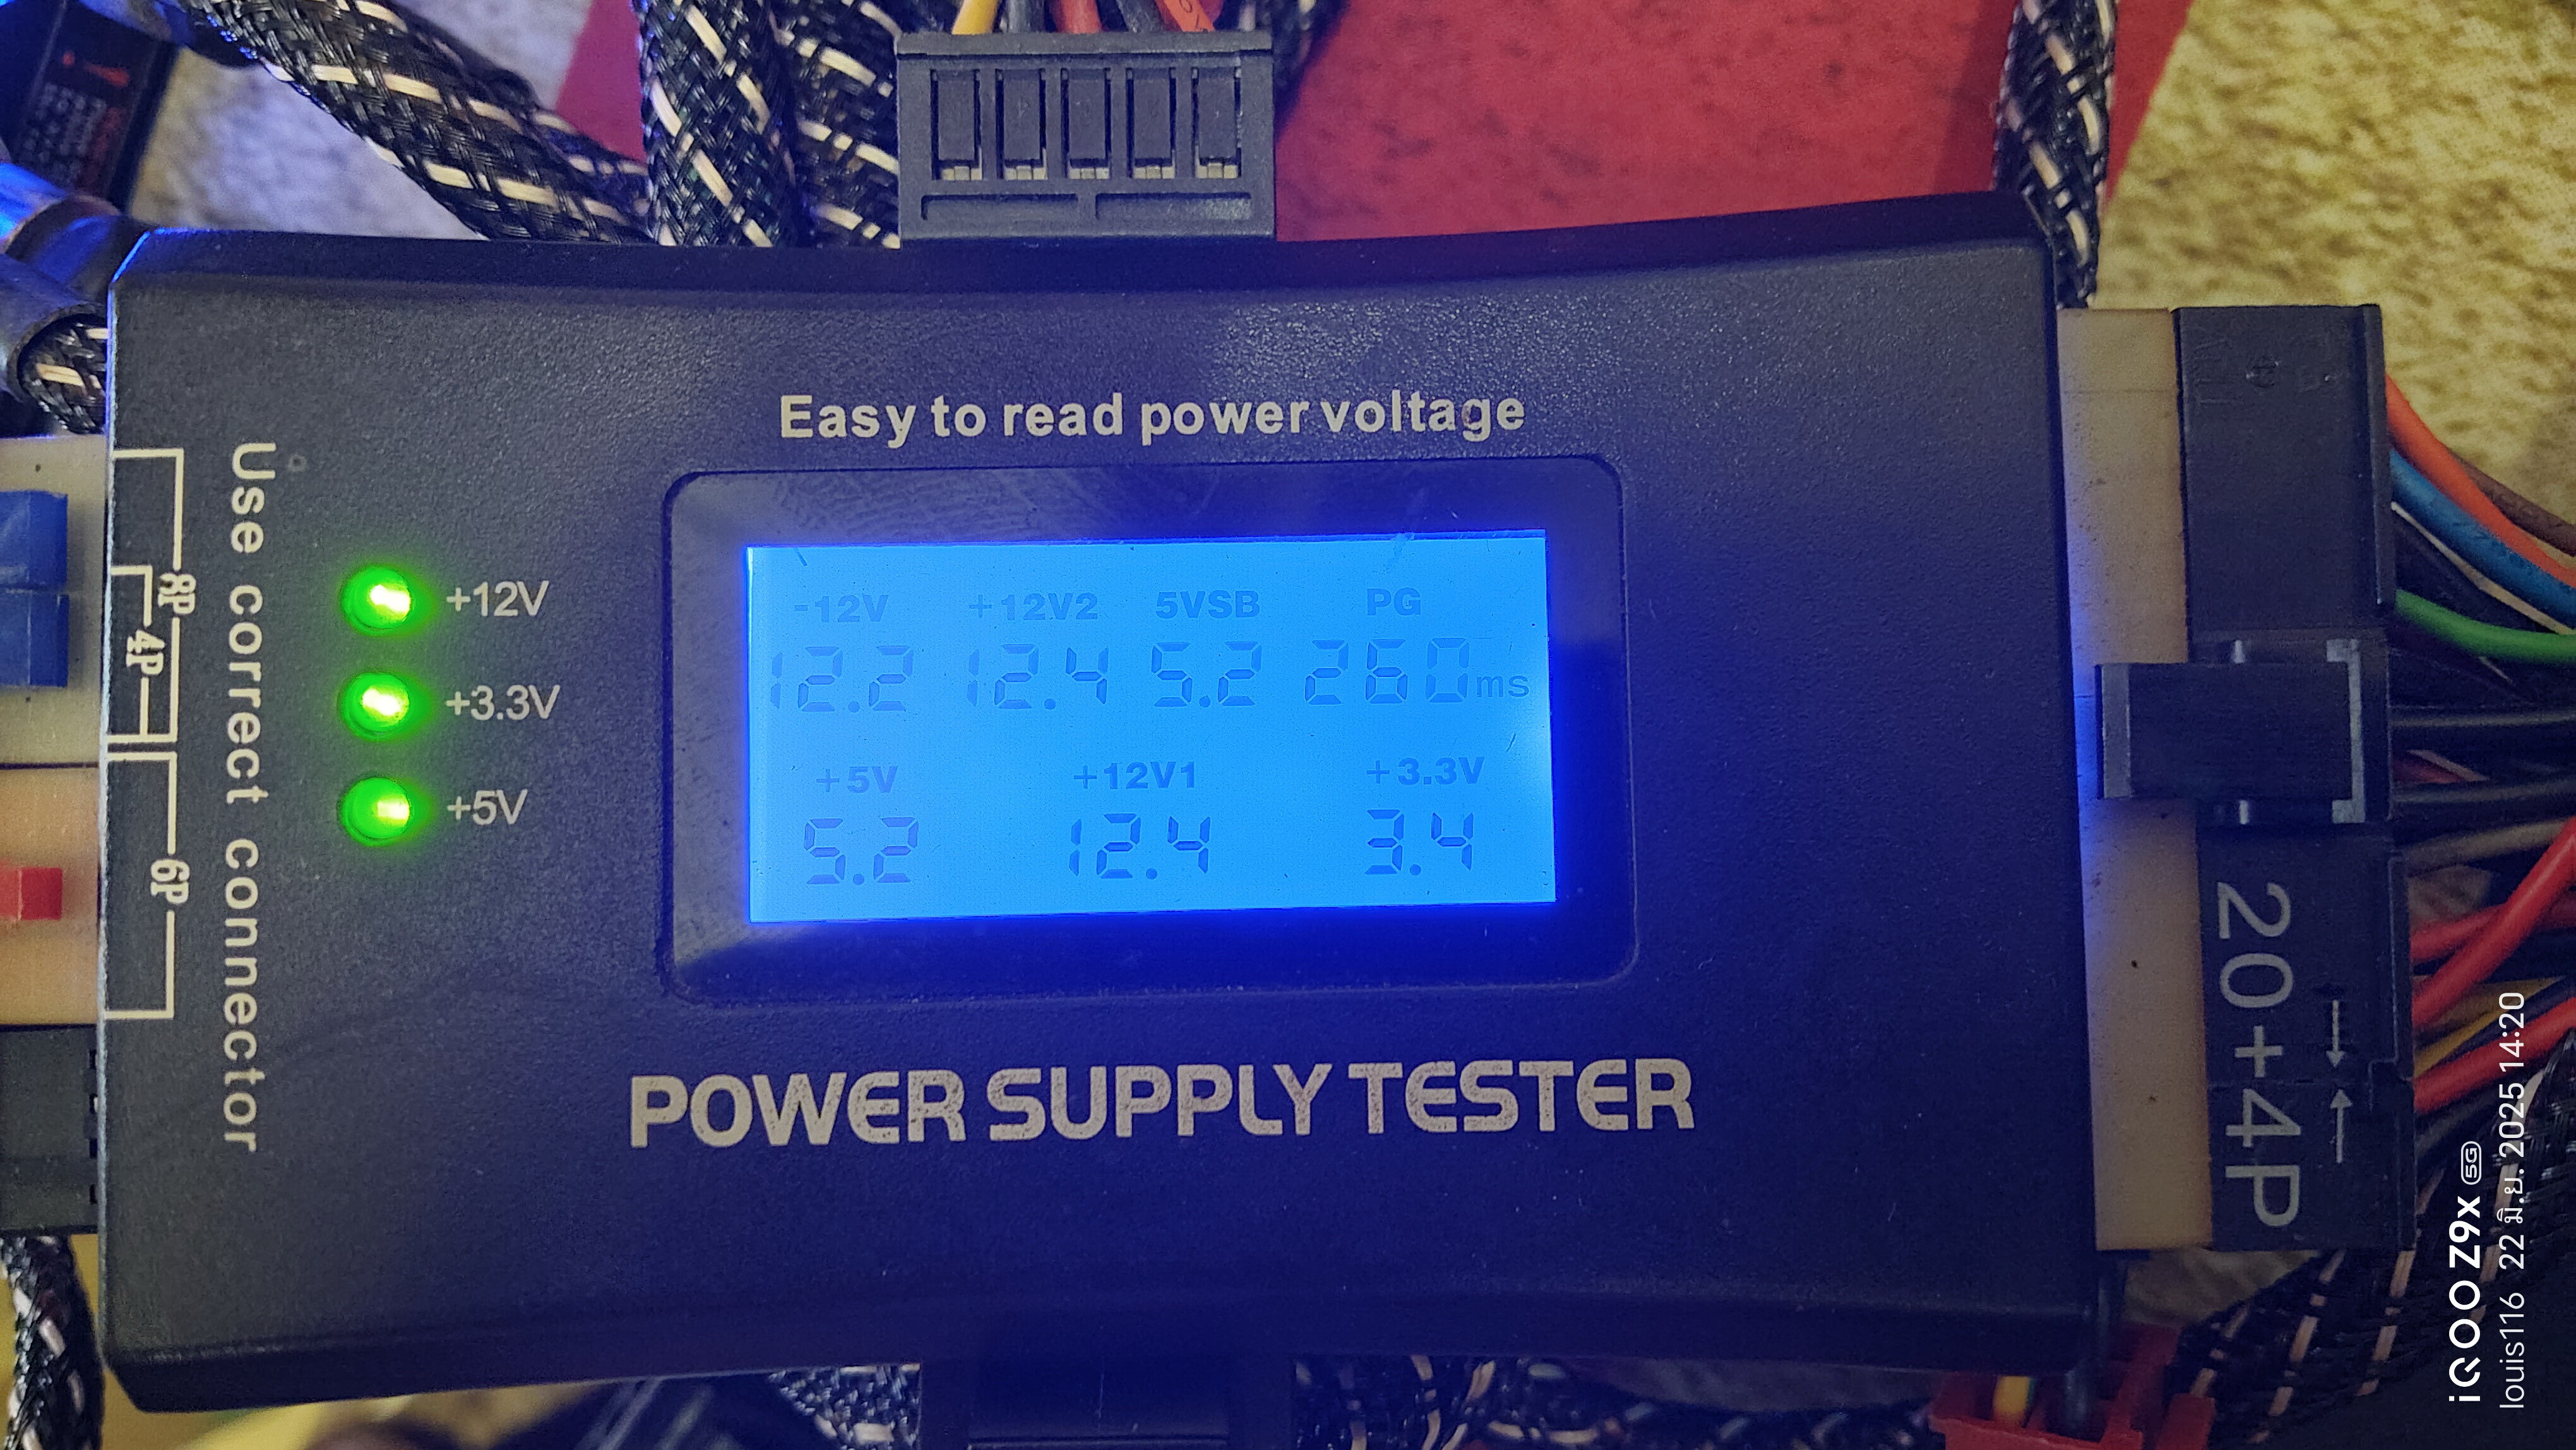 Easy to read power voltage
Use correct connector
8P
4P
6P
+12V
+3.3V
+5V
-12V +12V2 5VSB PG
12.2 12.4 5.2 260ms
+5V +12V1 +3.3V
5.2 12.4 3.4
POWER SUPPLY TESTER
20+4P
iQOO Z9x 5G
louis116 22 มิ.ย. 2025 14:20